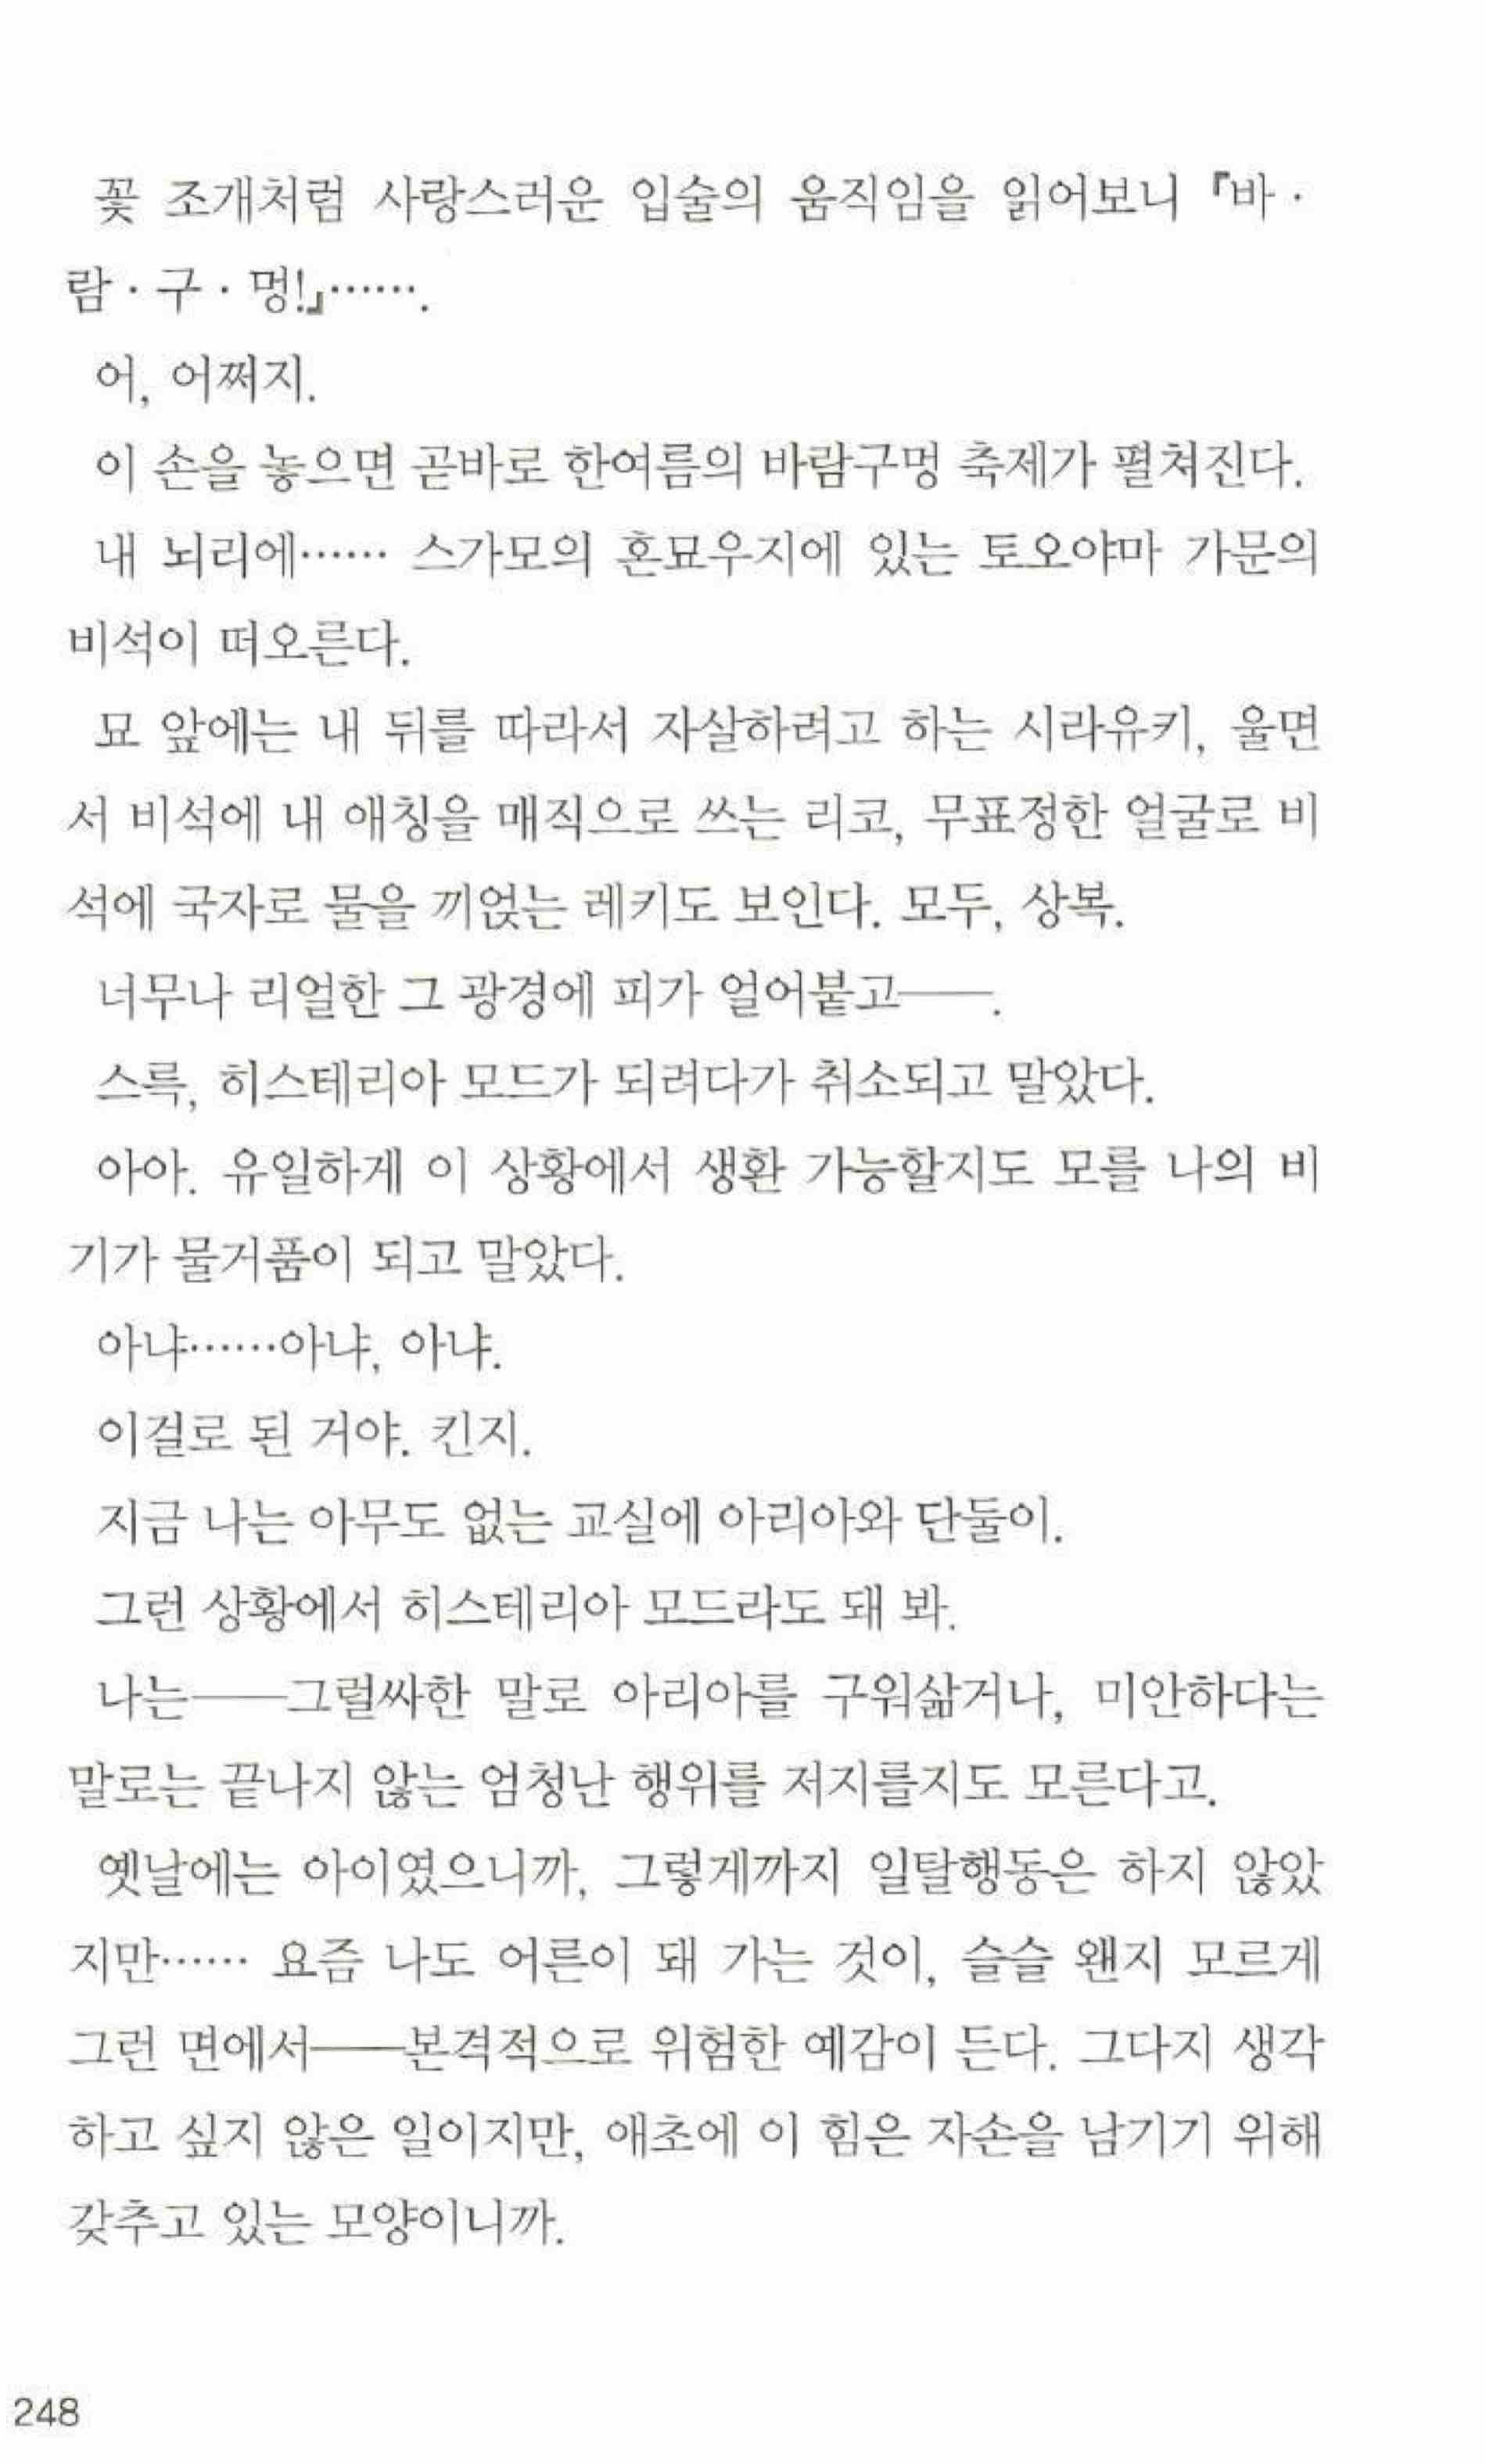 꽃 조개처럼 사랑스러운 입술의 움직임을 읽어보니 『바·
람·구·멍!』…….
어, 어쩌지.
이 손을 놓으면 곧바로 한여름의 바람구멍 축제가 펼쳐진다.
내 뇌리에…… 스가모의 혼묘우지에 있는 토오야마 가문의
비석이 떠오른다.
묘 앞에는 내 뒤를 따라서 자살하려고 하는 시라유키, 울면
서 비석에 내 애칭을 매직으로 쓰는 리코, 무표정한 얼굴로 비
석에 국자로 물을 끼얹는 레키도 보인다. 모두, 상복.
너무나 리얼한 그 광경에 피가 얼어붙고──.
스륵, 히스테리아 모드가 되려다가 취소되고 말았다.
아아. 유일하게 이 상황에서 생환 가능할지도 모를 나의 비
기가 물거품이 되고 말았다.
아냐……아냐, 아냐.
이걸로 된 거야. 킨지.
지금 나는 아무도 없는 교실에 아리아와 단둘이.
그런 상황에서 히스테리아 모드라도 돼 봐.
나는──그럴싸한 말로 아리아를 구워삶거나, 미안하다는
말로는 끝나지 않는 엄청난 행위를 저지를지도 모른다고.
옛날에는 아이였으니까, 그렇게까지 일탈행동은 하지 않았
지만…… 요즘 나도 어른이 돼 가는 것이, 슬슬 왠지 모르게
그런 면에서──본격적으로 위험한 예감이 든다. 그다지 생각
하고 싶지 않은 일이지만, 애초에 이 힘은 자손을 남기기 위해
갖추고 있는 모양이니까.
248